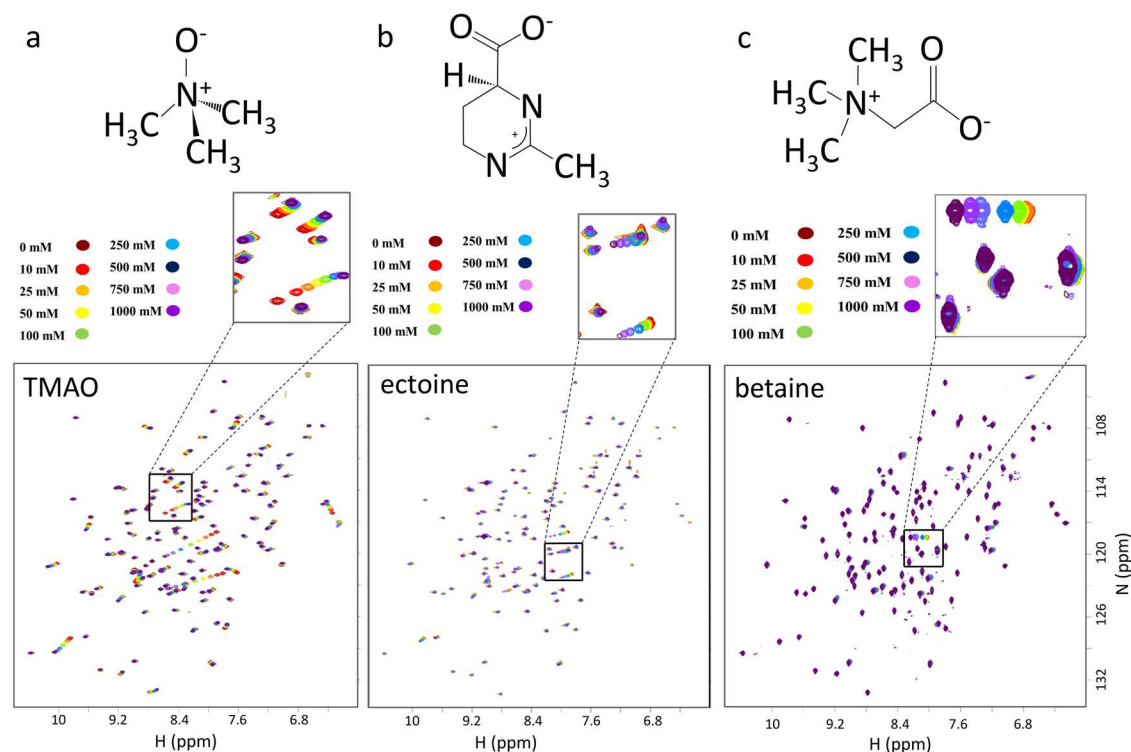 a
O-
N+
H3C
CH3
CH3
b
O
O-
H
N
+
N
CH3
c
CH3
O
H3C
N+
O-
H3C
0 mM 250 mM
10 mM 500 mM
25 mM 750 mM
50 mM 1000 mM
100 mM
0 mM 250 mM
10 mM 500 mM
25 mM 750 mM
50 mM 1000 mM
100 mM
0 mM 250 mM
10 mM 500 mM
25 mM 750 mM
50 mM 1000 mM
100 mM
TMAO
ectoine
betaine
108
114
120
126
132
N (ppm)
10 9.2 8.4 7.6 6.8
H (ppm)
10 9.2 8.4 7.6 6.8
H (ppm)
10 9.2 8.4 7.6 6.8
H (ppm)